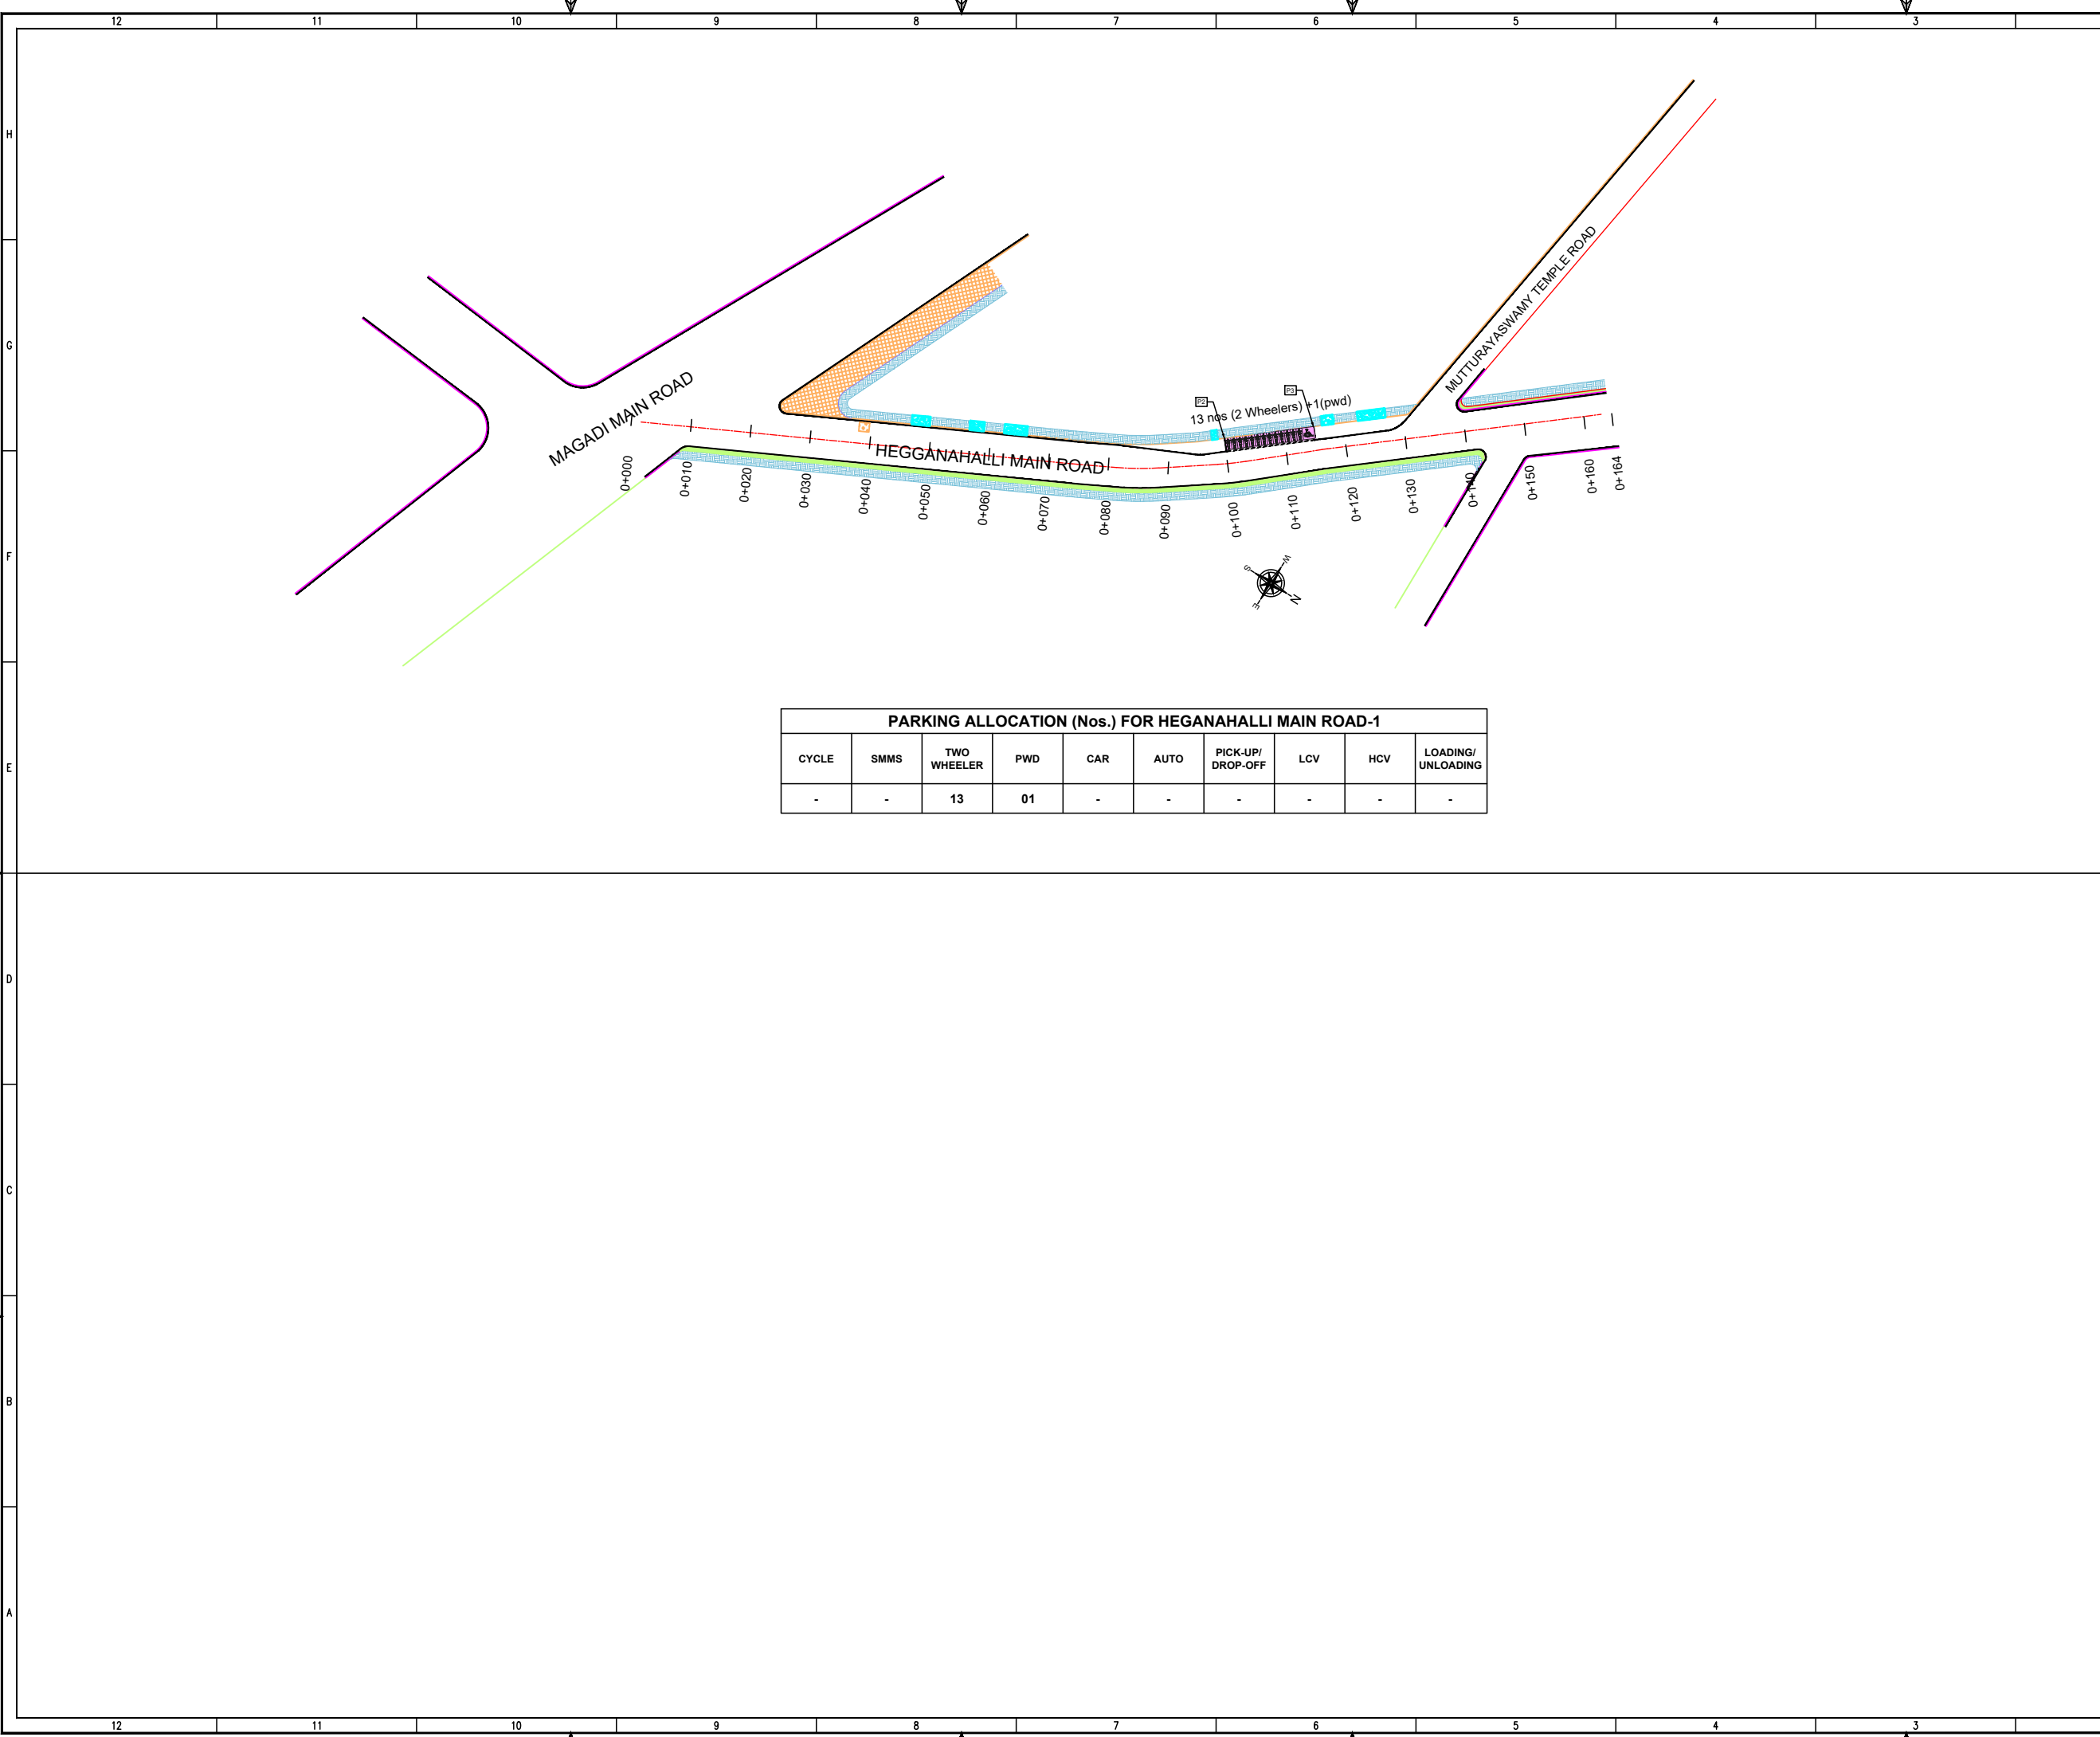 12 11 10 9 8 7 6 5 4 3
H
G
F
E
D
C
B
A
MAGADI MAIN ROAD
HEGGANAHALLI MAIN ROAD
MUTTURAYASWAMY TEMPLE ROAD
P2
P3
13 nos (2 Wheelers) +1(pwd)
0+000
0+010
0+020
0+030
0+040
0+050
0+060
0+070
0+080
0+090
0+100
0+110
0+120
0+130
0+140
0+150
0+160
0+164
S
W
E
N
PARKING ALLOCATION (Nos.) FOR HEGANAHALLI MAIN ROAD-1
CYCLE SMMS TWO WHEELER PWD CAR AUTO PICK-UP/ DROP-OFF LCV HCV LOADING/ UNLOADING
- - 13 01 - - - - - -
12 11 10 9 8 7 6 5 4 3